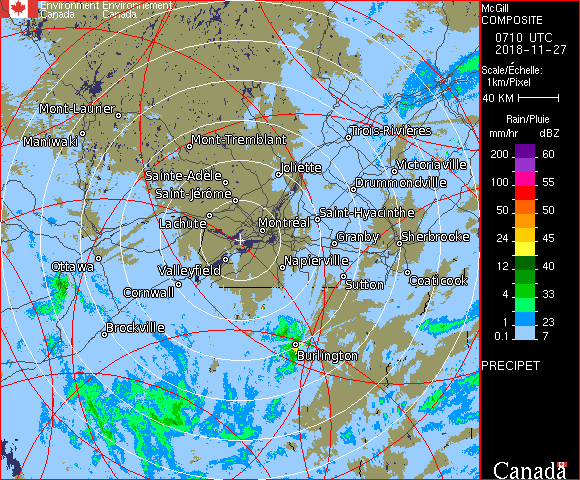 Environment Environnement
Canada Canada
McGill
COMPOSITE
0710 UTC
2018-11-27
Scale/Échelle:
1km/Pixel
40 KM
Rain/Pluie
mm/hr dBZ
200 60
100 55
50 50
24 45
12 40
4 33
1 23
0.1 7
PRECIPET
Canada
Mont-Laurier
Maniwaki
Mont-Tremblant
Trois-Rivières
Joliette
Victoriaville
Sainte-Adèle
Drummondville
Saint-Jérôme
Lachute
Montréal
Saint-Hyacinthe
Granby
Sherbrooke
Ottawa
Valleyfield
Napierville
Cornwall
Sutton
Coaticook
Brockville
Burlington